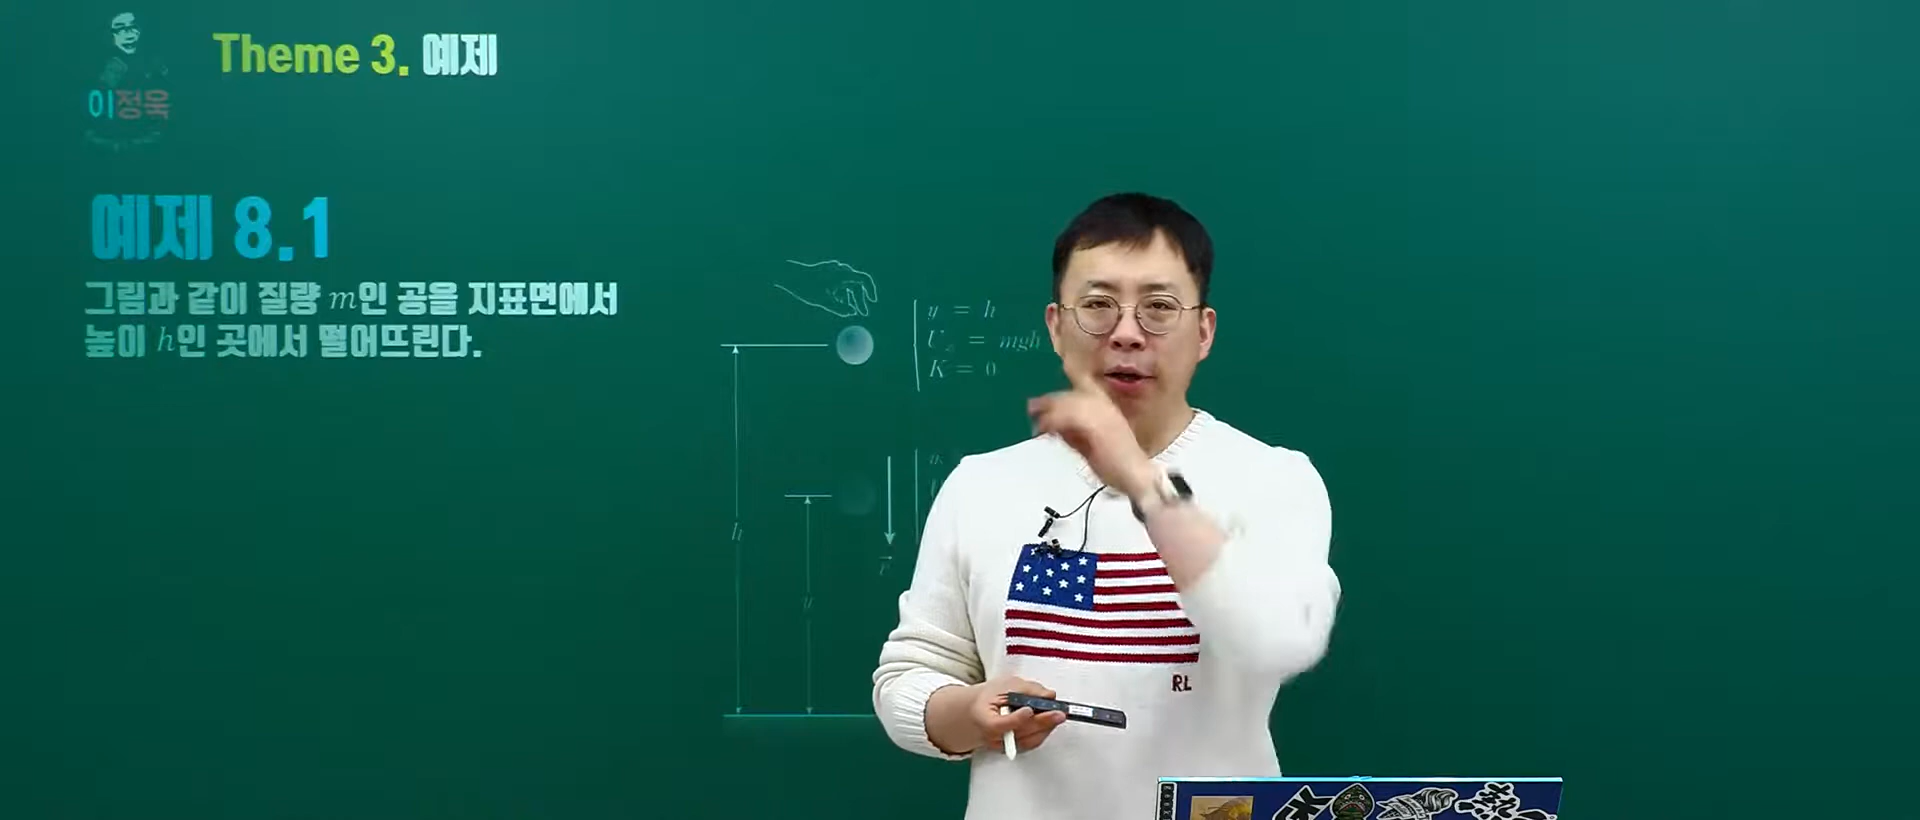 이정욱
Theme 3. 예제
예제 8.1
그림과 같이 질량 m인 공을 지표면에서
높이 h인 곳에서 떨어뜨린다.
y = h
= mgh
K = 0
h
RL